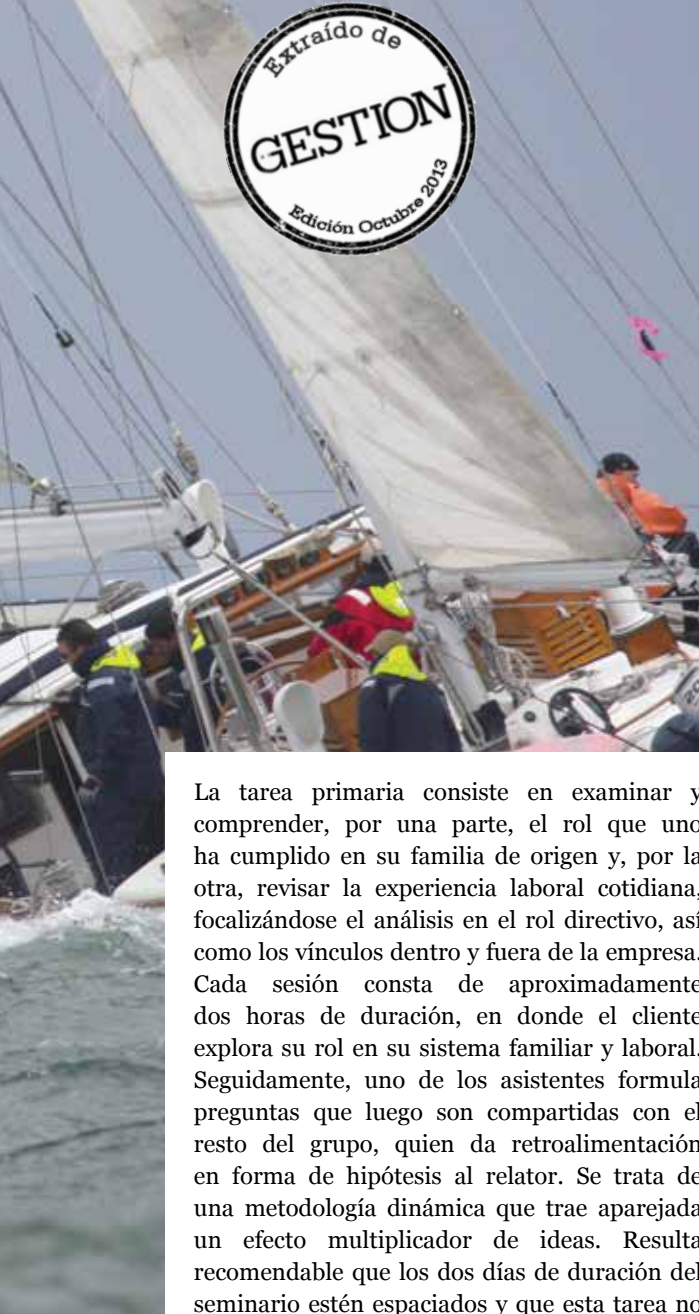 Extraído de
GESTION
Edición Octubre 2013
La tarea primaria consiste en examinar y
comprender, por una parte, el rol que uno
ha cumplido en su familia de origen y, por la
otra, revisar la experiencia laboral cotidiana,
focalizándose el análisis en el rol directivo, así
como los vínculos dentro y fuera de la empresa.
Cada sesión consta de aproximadamente
dos horas de duración, en donde el cliente
explora su rol en su sistema familiar y laboral.
Seguidamente, uno de los asistentes formula
preguntas que luego son compartidas con el
resto del grupo, quien da retroalimentación
en forma de hipótesis al relator. Se trata de
una metodología dinámica que trae aparejada
un efecto multiplicador de ideas. Resulta
recomendable que los dos días de duración del
seminario estén espaciados y que esta tarea no